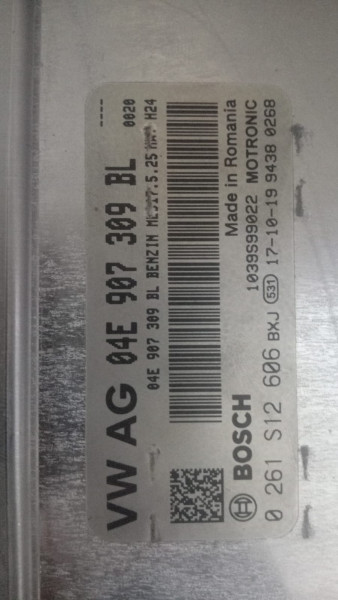 VW AG 04E 907 309 BL
----
0020
04E 907 309 BL BENZIN H24
BOSCH
Made in Romania
1039S99022 MOTRONIC
0 261 S12 606 BXJ 531 17-10-19 9438 0268